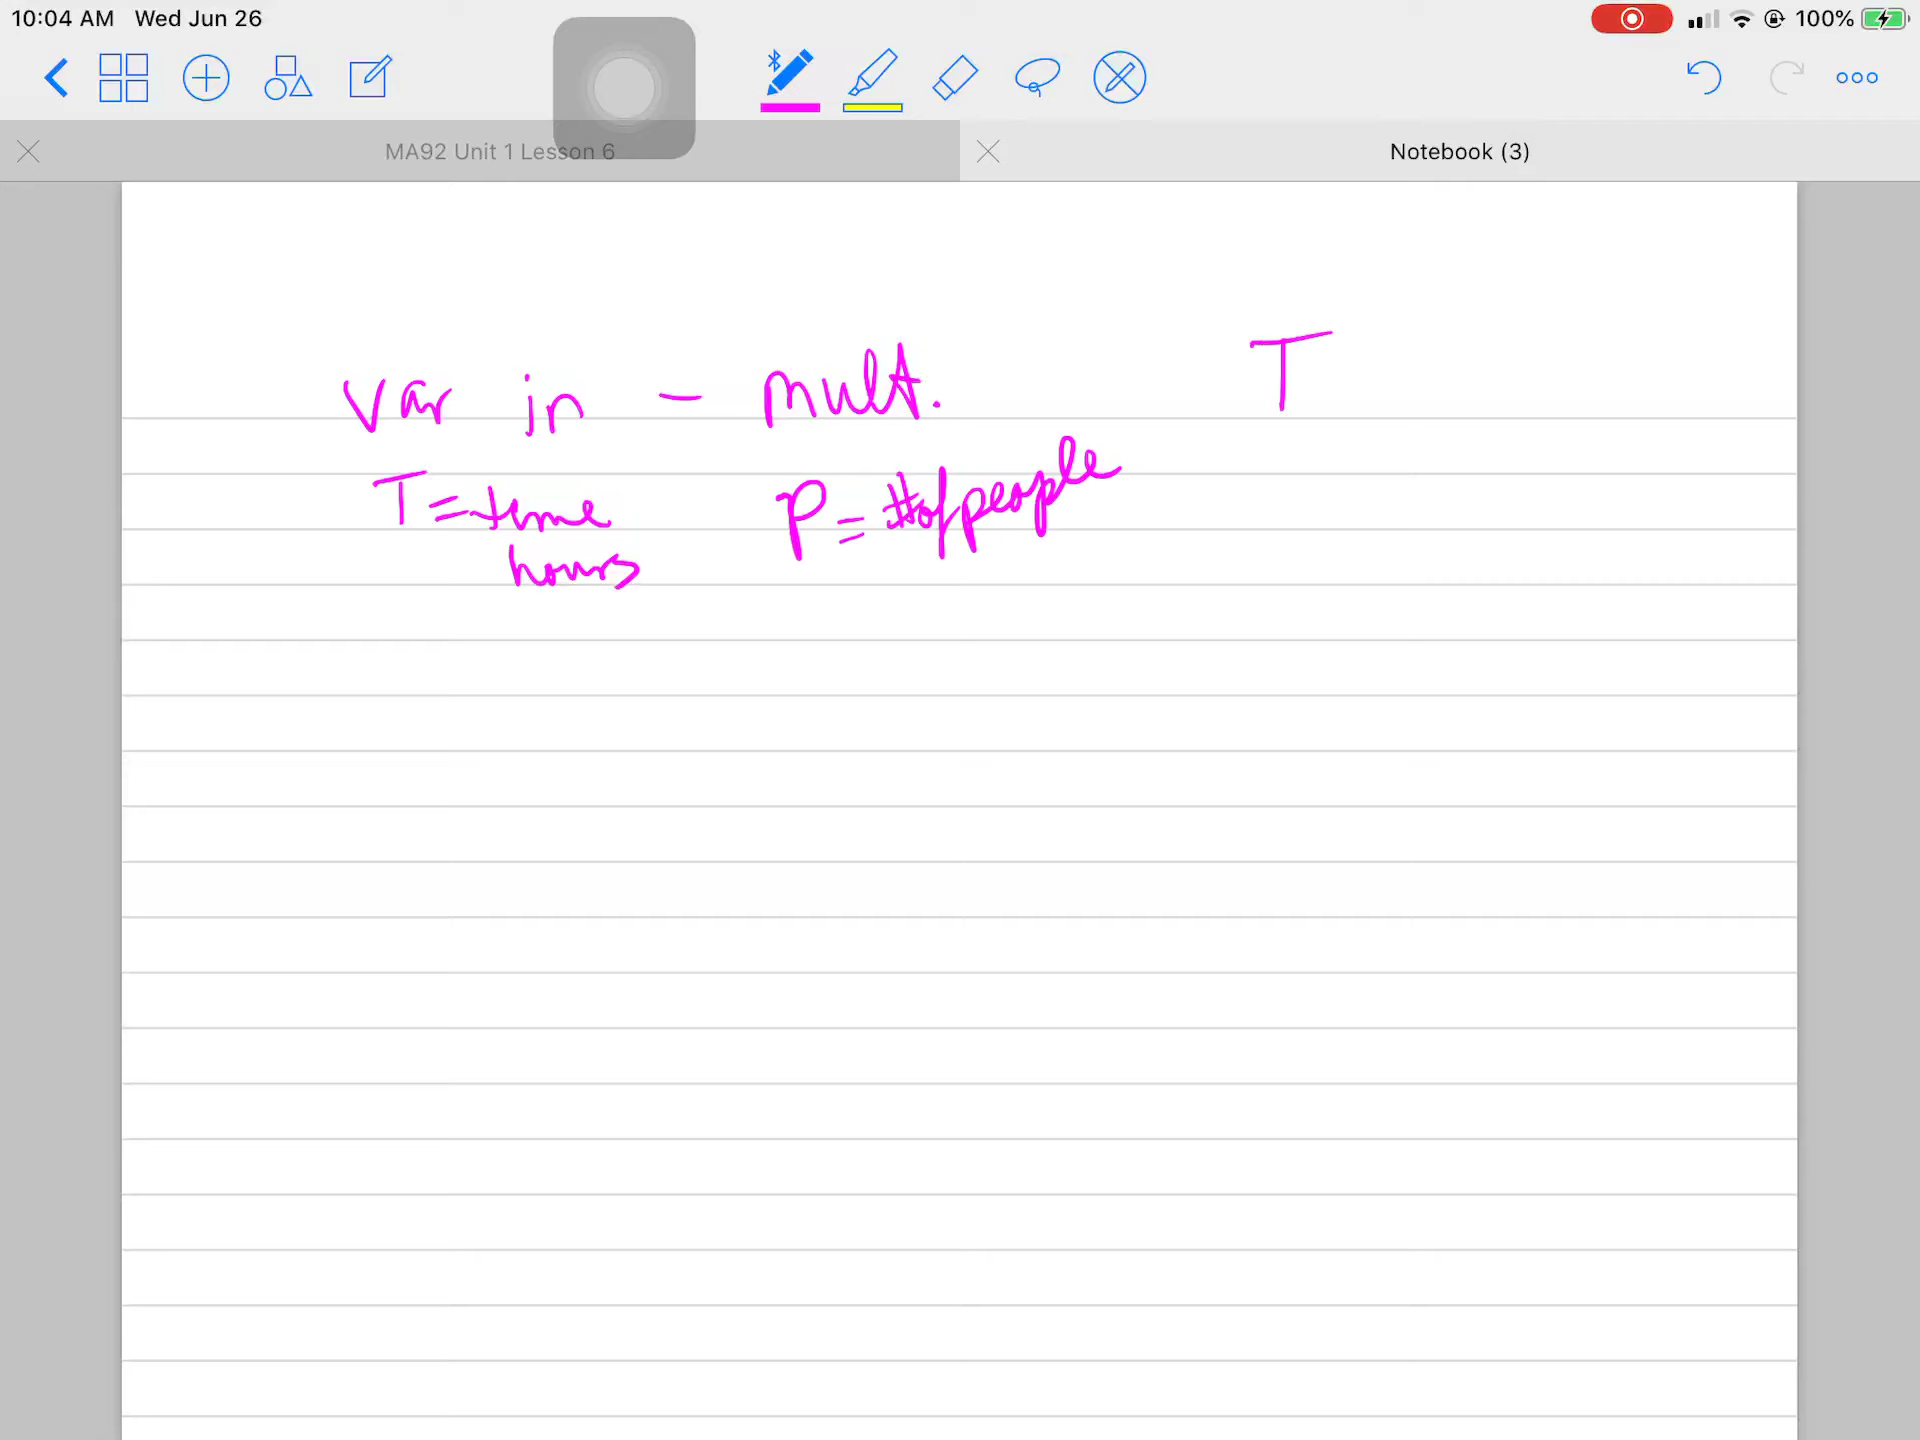 10:04 AM Wed Jun 26 100%
MA92 Unit 1 Lesson 6 Notebook (3)
T
var in - mult.
T = time P = # of people
hours